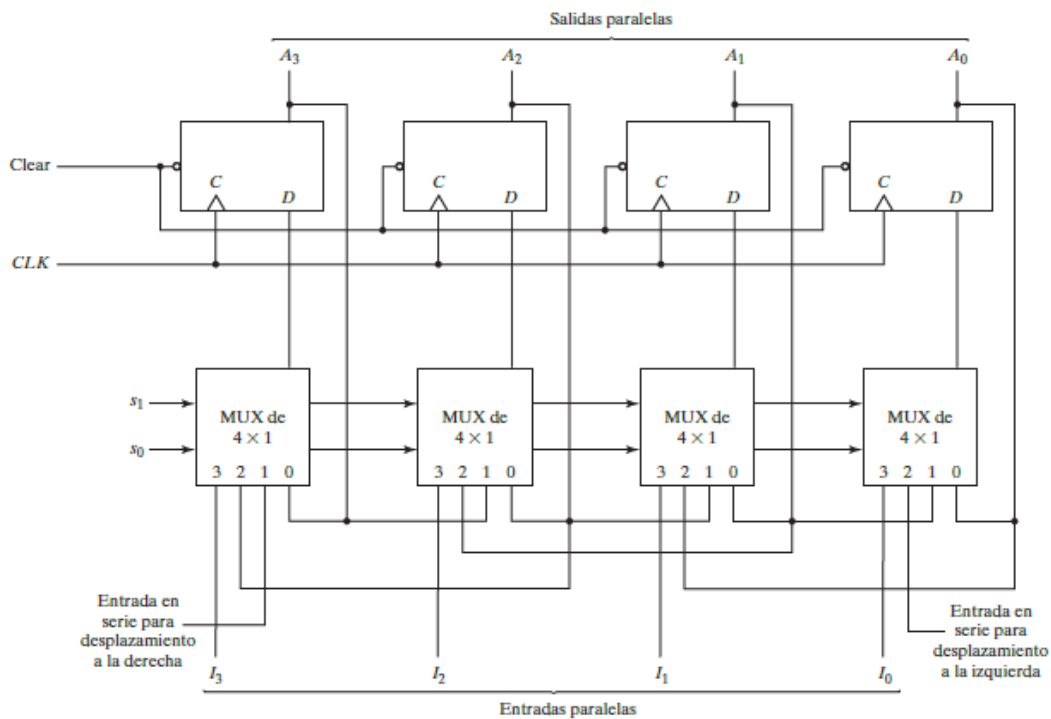 Salidas paralelas
A3 A2 A1 A0
Clear
C D C D C D C D
CLK
s1
MUX de
4 × 1
MUX de
4 × 1
MUX de
4 × 1
MUX de
4 × 1
s0
3 2 1 0 3 2 1 0 3 2 1 0 3 2 1 0
Entrada en
serie para
desplazamiento
a la derecha
Entrada en
serie para
desplazamiento
a la izquierda
I3 I2 I1 I0
Entradas paralelas